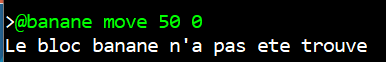 >@banane move 50 0
Le bloc banane n'a pas ete trouve